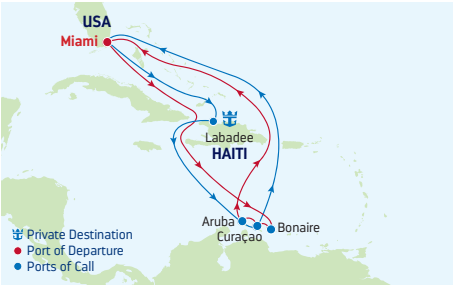 USA
Miami
Labadee
HAITI
Aruba
Curaçao
Bonaire
Private Destination
Port of Departure
Ports of Call